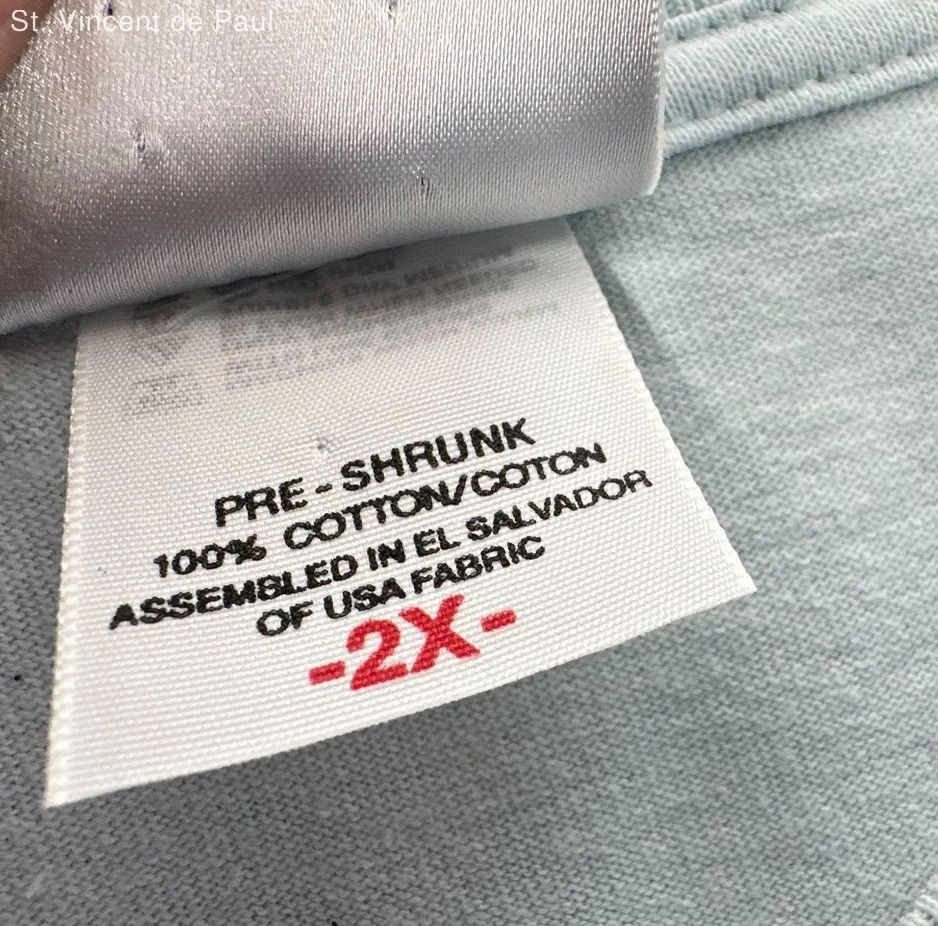 St. Vincent de Paul
PRE-SHRUNK
100% COTTON/COTON
ASSEMBLED IN EL SALVADOR
OF USA FABRIC
-2X-